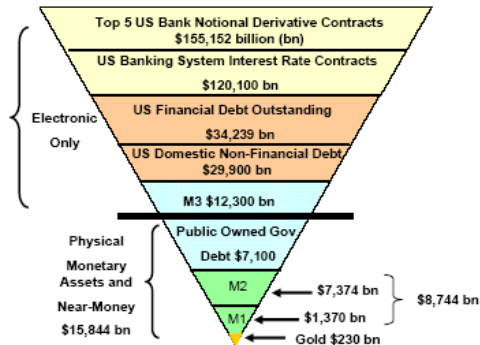 Top 5 US Bank Notional Derivative Contracts
$155,152 billion (bn)
US Banking System Interest Rate Contracts
$120,100 bn
US Financial Debt Outstanding
$34,239 bn
US Domestic Non-Financial Debt
$29,900 bn
M3 $12,300 bn
Electronic
Only
Public Owned Gov
Debt $7,100
M2
M1
Physical
Monetary
Assets and
Near-Money
$15,844 bn
$7,374 bn
$1,370 bn
$8,744 bn
Gold $230 bn